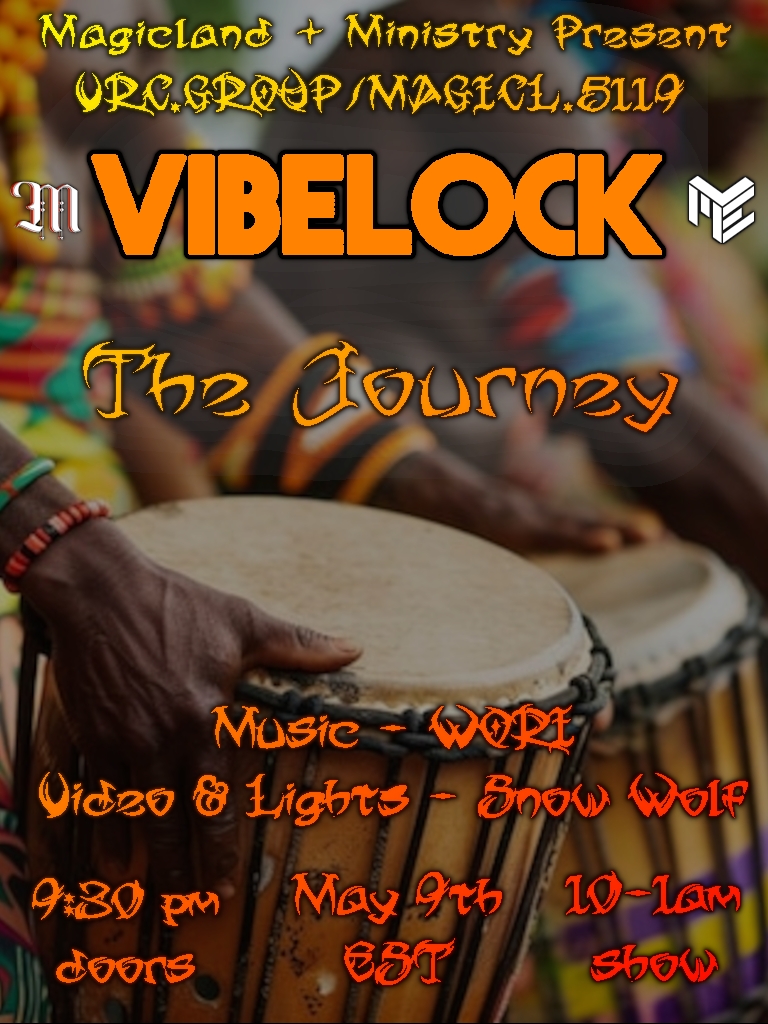 Magicland + Ministry Present
VRC.GROUP/MAGICL.5119
M VIBELOCK ME
The Journey
Music - WORI
Video & Lights - Snow Wolf
9:30 pm May 9th 10-1am
doors EST show